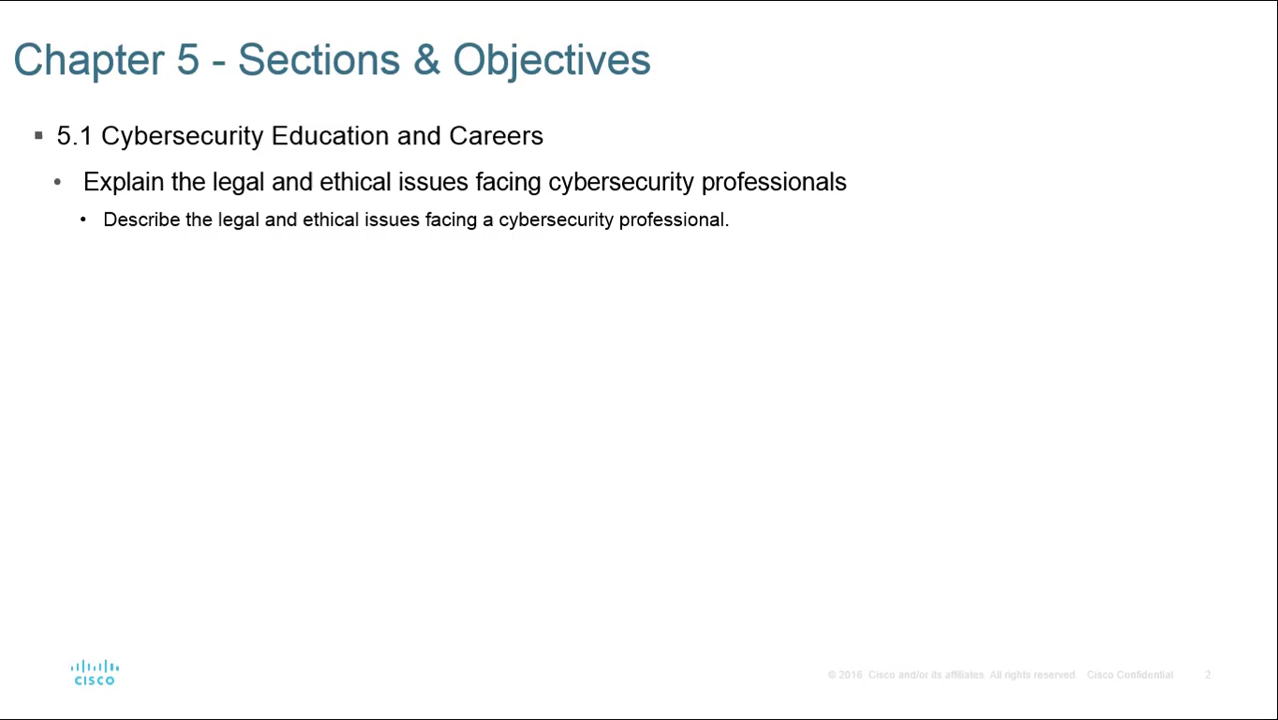 Chapter 5 - Sections & Objectives
5.1 Cybersecurity Education and Careers
Explain the legal and ethical issues facing cybersecurity professionals
Describe the legal and ethical issues facing a cybersecurity professional.
CISCO
© 2016 Cisco and/or its affiliates. All rights reserved. Cisco Confidential 2